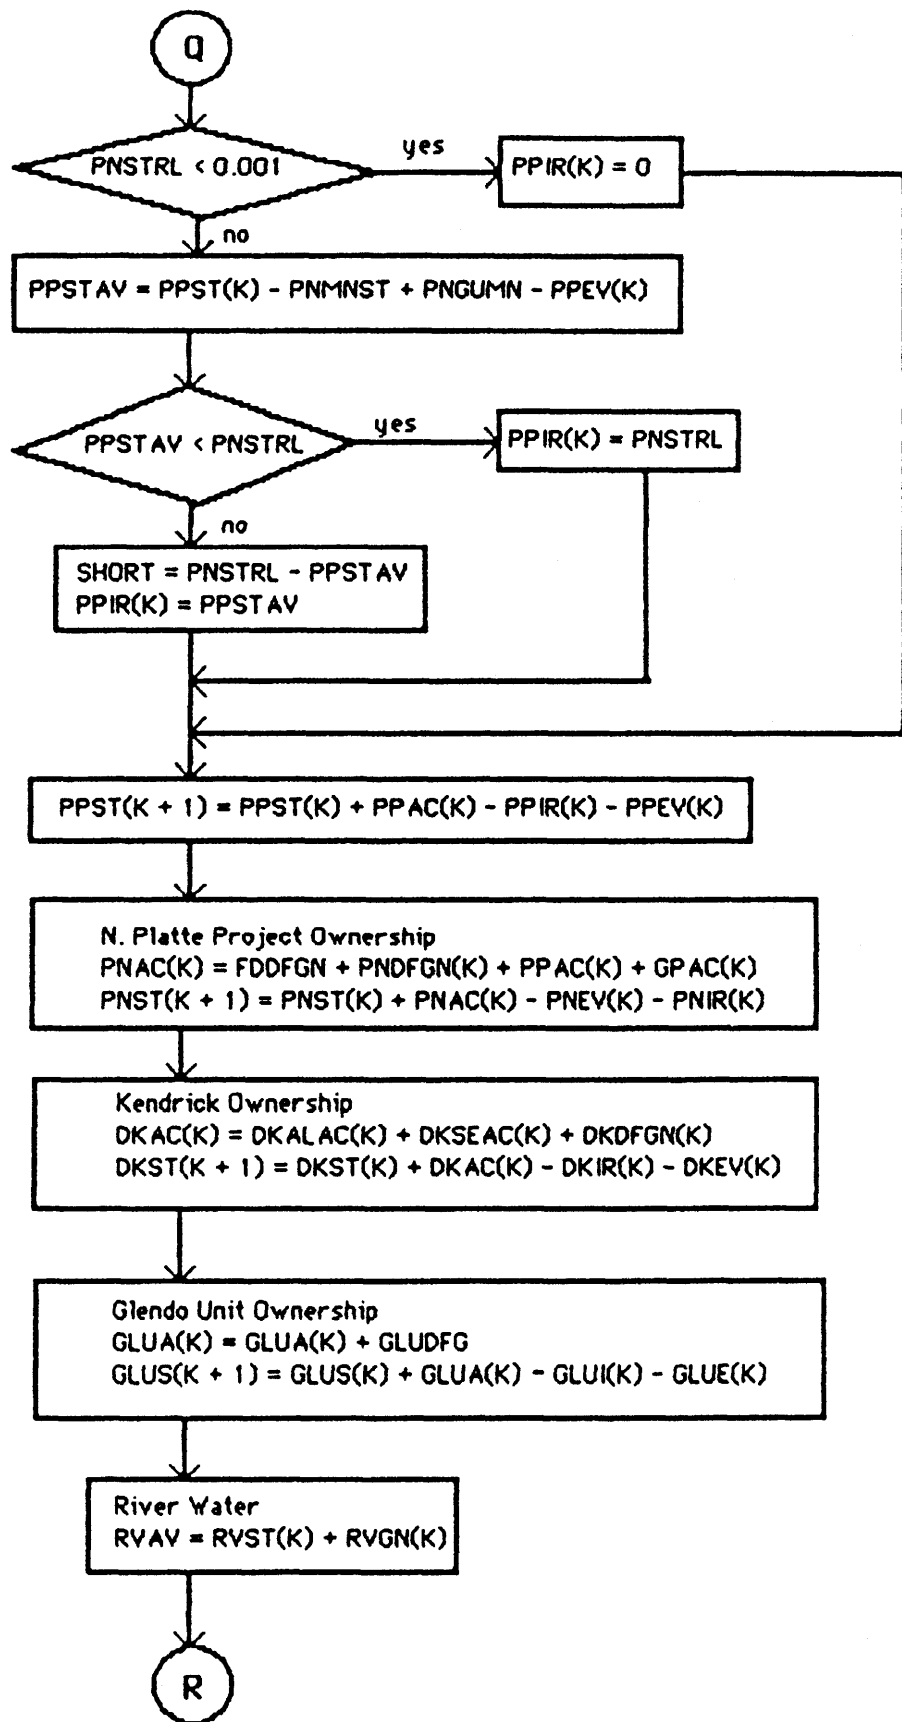 Q
PNSTRL < 0.001
yes
PPIR(K) = 0
no
PPSTAV = PPST(K) - PNMNST + PNGUMN - PPEV(K)
PPSTAV < PNSTRL
yes
PPIR(K) = PNSTRL
no
SHORT = PNSTRL - PPSTAV
PPIR(K) = PPSTAV
PPST(K + 1) = PPST(K) + PPAC(K) - PPIR(K) - PPEV(K)
N. Platte Project Ownership
PNAC(K) = FDDFGN + PNDFGN(K) + PPAC(K) + GPAC(K)
PNST(K + 1) = PNST(K) + PNAC(K) - PNEV(K) - PNIR(K)
Kendrick Ownership
DKAC(K) = DKALAC(K) + DKSEAC(K) + DKDFGN(K)
DKST(K + 1) = DKST(K) + DKAC(K) - DKIR(K) - DKEV(K)
Glendo Unit Ownership
GLUA(K) = GLUA(K) + GLUDFG
GLUS(K + 1) = GLUS(K) + GLUA(K) - GLUI(K) - GLUE(K)
River Water
RVAV = RVST(K) + RVGN(K)
R